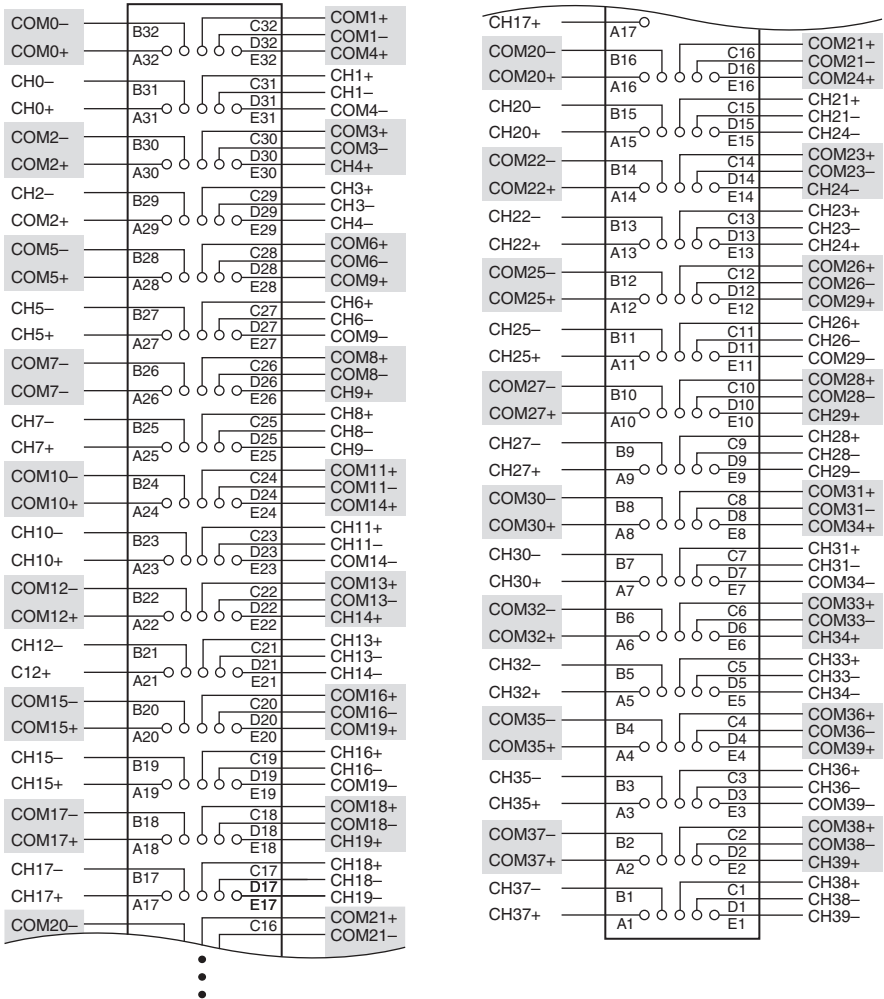 COM0– B32 C32 COM1+
D32 COM1–
COM0+ A32 E32 COM4+
CH0– B31 C31 CH1+
D31 CH1–
CH0+ A31 E31 COM4–
COM2– B30 C30 COM3+
D30 COM3–
COM2+ A30 E30 CH4+
CH2– B29 C29 CH3+
D29 CH3–
COM2+ A29 E29 CH4–
COM5– B28 C28 COM6+
D28 COM6–
COM5+ A28 E28 COM9+
CH5– B27 C27 CH6+
D27 CH6–
CH5+ A27 E27 COM9–
COM7– B26 C26 COM8+
D26 COM8–
COM7– A26 E26 CH9+
CH7– B25 C25 CH8+
D25 CH8–
CH7+ A25 E25 CH9–
COM10– B24 C24 COM11+
D24 COM11–
COM10+ A24 E24 COM14+
CH10– B23 C23 CH11+
D23 CH11–
CH10+ A23 E23 COM14–
COM12– B22 C22 COM13+
D22 COM13–
COM12+ A22 E22 CH14+
CH12– B21 C21 CH13+
D21 CH13–
C12+ A21 E21 CH14–
COM15– B20 C20 COM16+
D20 COM16–
COM15+ A20 E20 COM19+
CH15– B19 C19 CH16+
D19 CH16–
CH15+ A19 E19 COM19–
COM17– B18 C18 COM18+
D18 COM18–
COM17+ A18 E18 CH19+
CH17– B17 C17 CH18+
D17 CH18–
CH17+ A17 E17 CH19–
COM20– C16 COM21+
COM21–
CH17+ A17
COM20– B16 C16 COM21+
D16 COM21–
COM20+ A16 E16 COM24+
CH20– B15 C15 CH21+
D15 CH21–
CH20+ A15 E15 CH24–
COM22– B14 C14 COM23+
D14 COM23–
COM22+ A14 E14 CH24–
CH22– B13 C13 CH23+
D13 CH23–
CH22+ A13 E13 CH24+
COM25– B12 C12 COM26+
D12 COM26–
COM25+ A12 E12 COM29+
CH25– B11 C11 CH26+
D11 CH26–
CH25+ A11 E11 COM29–
COM27– B10 C10 COM28+
D10 COM28–
COM27+ A10 E10 CH29+
CH27– B9 C9 CH28+
D9 CH28–
CH27+ A9 E9 CH29–
COM30– B8 C8 COM31+
D8 COM31–
COM30+ A8 E8 COM34+
CH30– B7 C7 CH31+
D7 CH31–
CH30+ A7 E7 COM34–
COM32– B6 C6 COM33+
D6 COM33–
COM32+ A6 E6 CH34+
CH32– B5 C5 CH33+
D5 CH33–
CH32+ A5 E5 CH34–
COM35– B4 C4 COM36+
D4 COM36–
COM35+ A4 E4 COM39+
CH35– B3 C3 CH36+
D3 CH36–
CH35+ A3 E3 COM39–
COM37– B2 C2 COM38+
D2 COM38–
COM37+ A2 E2 CH39+
CH37– B1 C1 CH38+
D1 CH38–
CH37+ A1 E1 CH39–